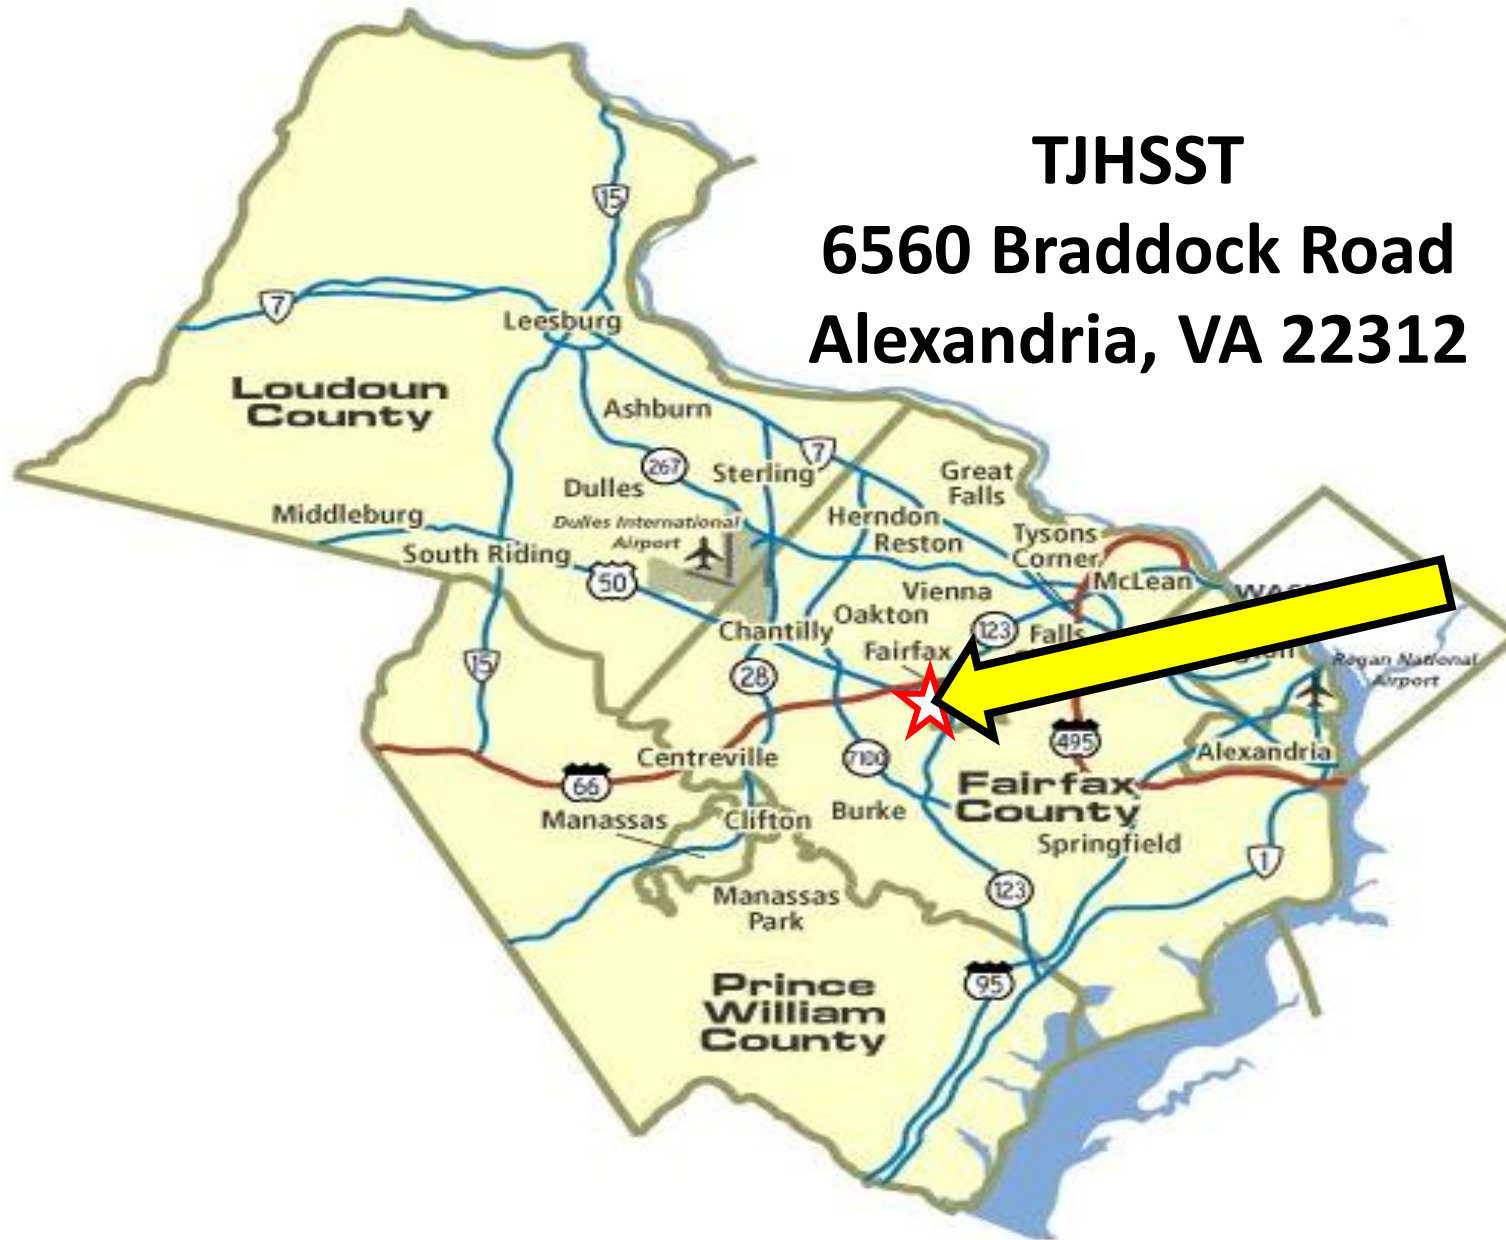 TJHSST
6560 Braddock Road
Alexandria, VA 22312
15
7
Leesburg
Loudoun
County
Ashburn
7
267
Sterling
Great
Falls
Dulles
Middleburg
Dulles International
Airport
Herndon
Reston
Tysons
Corner
South Riding
50
McLean
Vienna
Oakton
Chantilly
123
Falls
Fairfax
Rogan National
Airport
15
28
495
Alexandria
Centreville
7100
66
Fairfax
County
Manassas
Clifton
Burke
Springfield
1
123
Manassas
Park
95
Prince
William
County